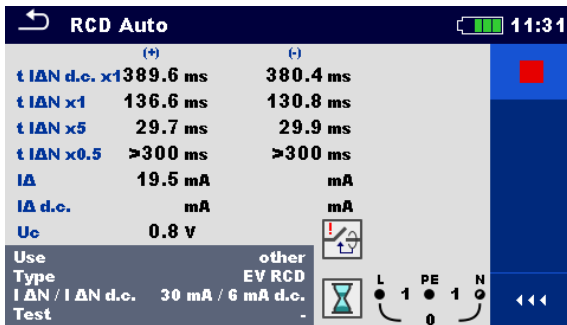 RCD Auto 11:31
(+) (-)
t IΔN d.c. x1 389.6 ms 380.4 ms
t IΔN x1 136.6 ms 130.8 ms
t IΔN x5 29.7 ms 29.9 ms
t IΔN x0.5 >300 ms >300 ms
IΔ 19.5 mA mA
IΔ d.c. mA mA
Uc 0.8 V
Use other
Type EV RCD
I ΔN / I ΔN d.c. 30 mA / 6 mA d.c.
Test -
L PE N
1 1
0